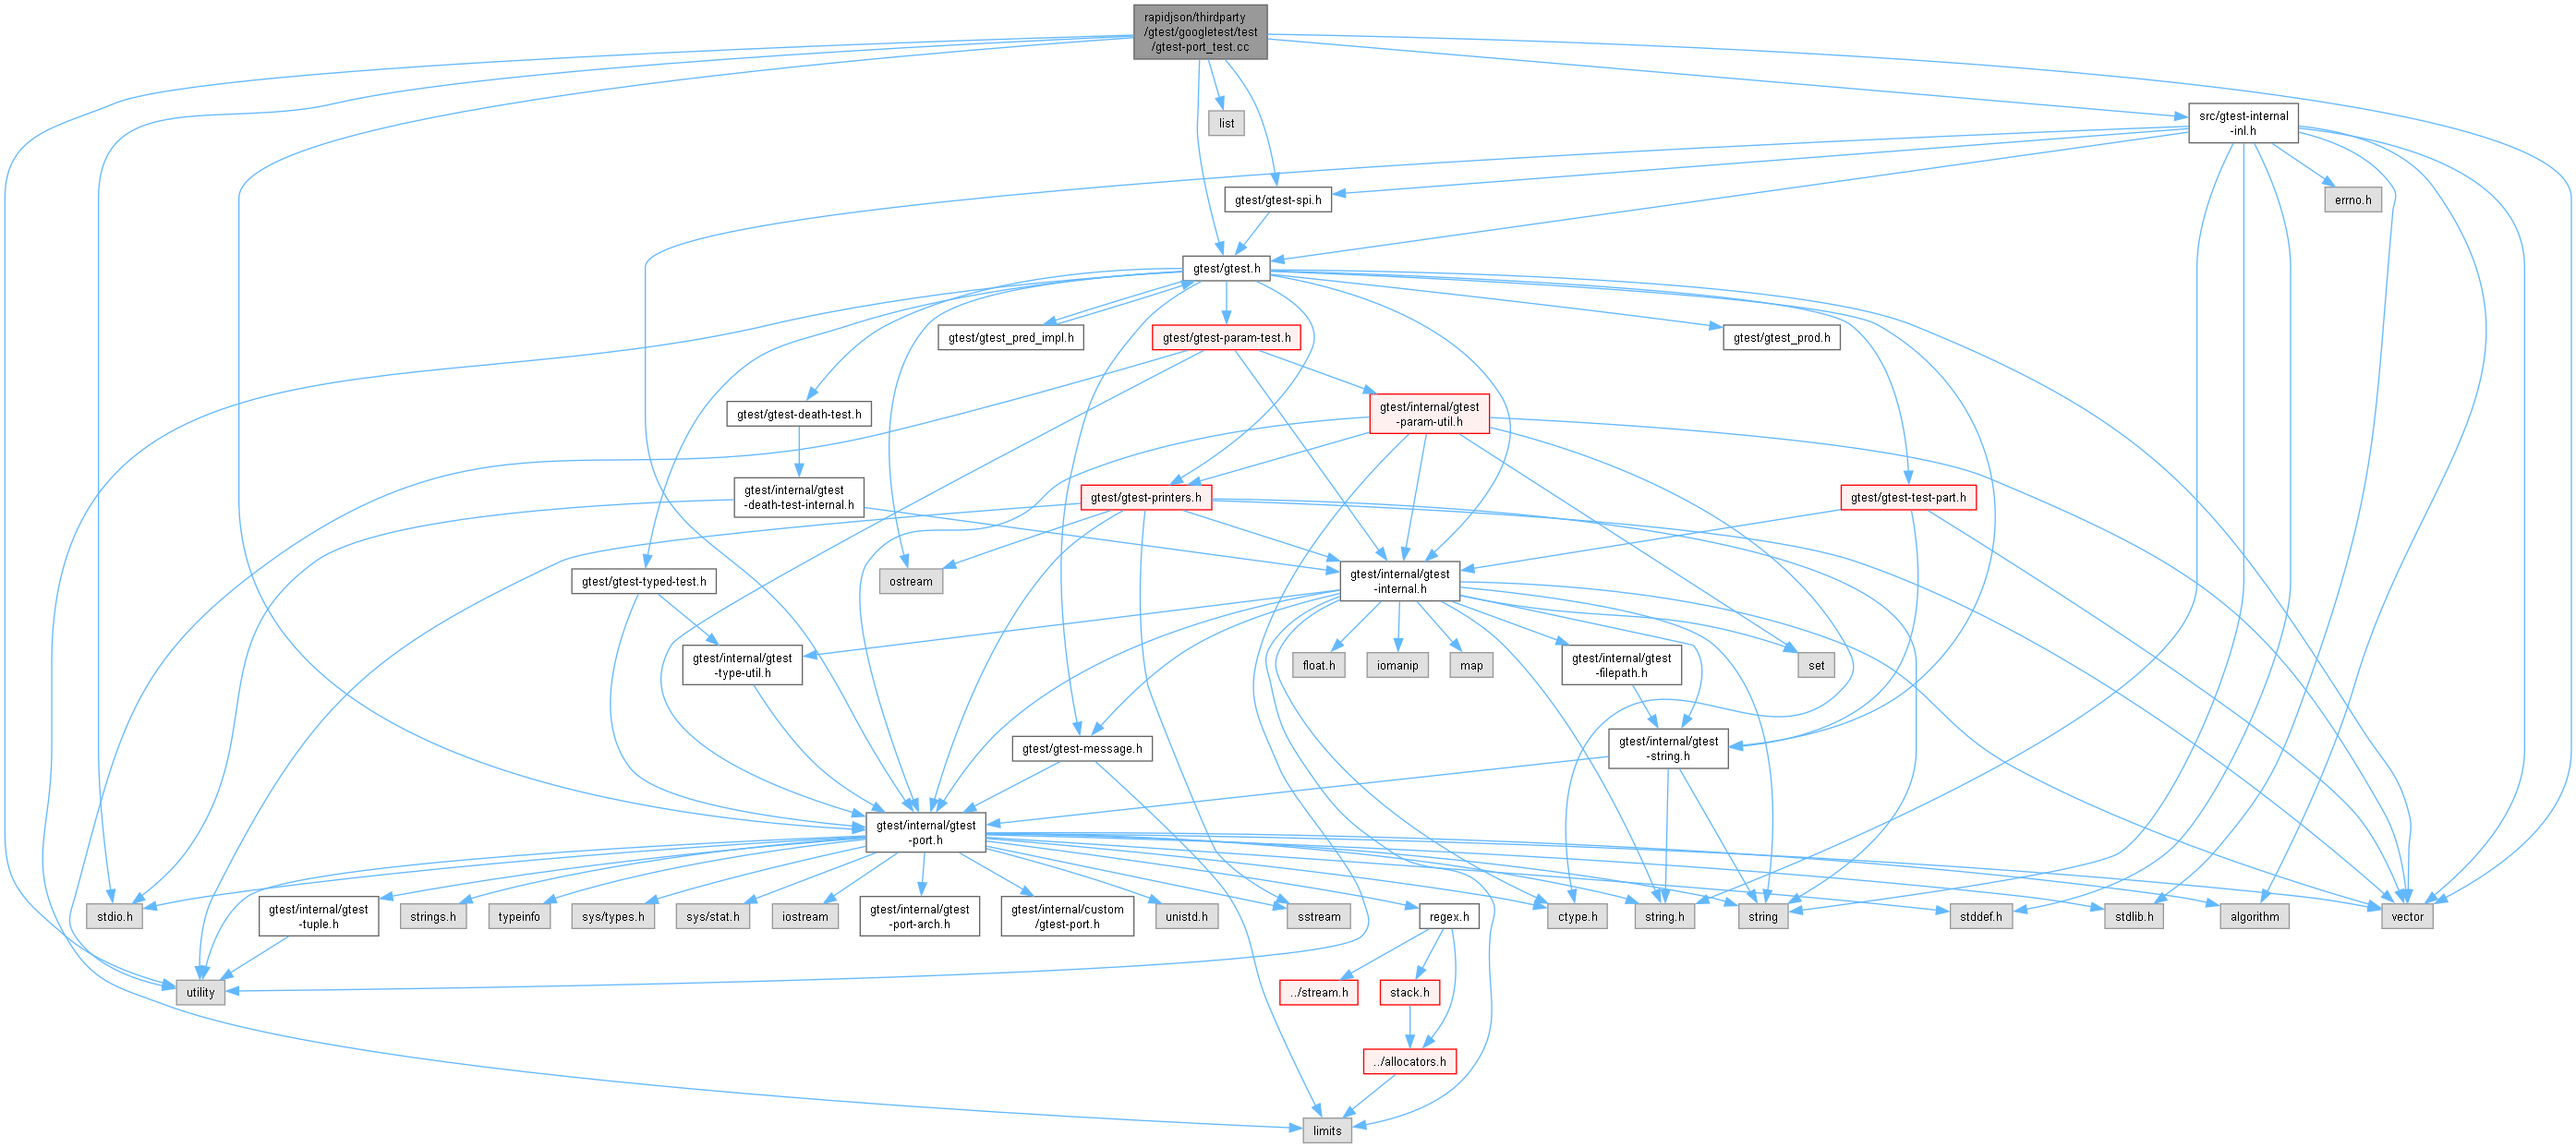 rapidjson/thirdparty
/gtest/googletest/test
/gtest-port_test.cc
list
src/gtest-internal
-inl.h
gtest/gtest-spi.h
errno.h
gtest/gtest.h
gtest/gtest_pred_impl.h
gtest/gtest-param-test.h
gtest/gtest_prod.h
gtest/gtest-death-test.h
gtest/internal/gtest
-param-util.h
gtest/internal/gtest
-death-test-internal.h
gtest/gtest-printers.h
gtest/gtest-test-part.h
gtest/gtest-typed-test.h
ostream
gtest/internal/gtest
-internal.h
gtest/internal/gtest
-type-util.h
float.h
iomanip
map
gtest/internal/gtest
-filepath.h
set
gtest/gtest-message.h
gtest/internal/gtest
-string.h
gtest/internal/gtest
-port.h
stdio.h
gtest/internal/gtest
-tuple.h
strings.h
typeinfo
sys/types.h
sys/stat.h
iostream
gtest/internal/gtest
-port-arch.h
gtest/internal/custom
/gtest-port.h
unistd.h
sstream
regex.h
ctype.h
string.h
string
stddef.h
stdlib.h
algorithm
vector
utility
../stream.h
stack.h
../allocators.h
limits